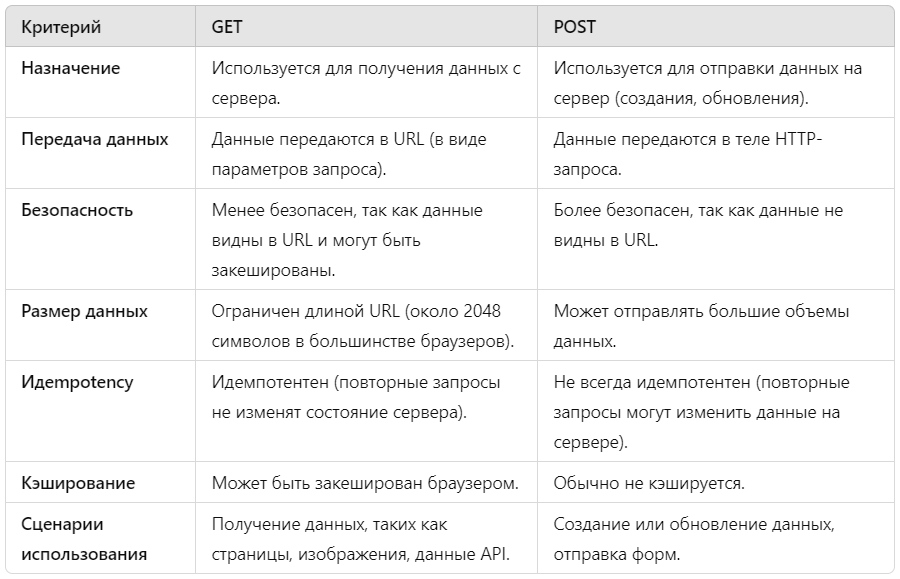 Критерий GET POST
Назначение Используется для получения данных с Используется для отправки данных на
сервера. сервер (создания, обновления).
Передача данных Данные передаются в URL (в виде Данные передаются в теле HTTP-
параметров запроса). запроса.
Безопасность Менее безопасен, так как данные Более безопасен, так как данные не
видны в URL и могут быть видны в URL.
закешированы.
Размер данных Ограничен длиной URL (около 2048 Может отправлять большие объемы
символов в большинстве браузеров). данных.
Идемpotency Идемпотентен (повторные запросы Не всегда идемпотентен (повторные
не изменят состояние сервера). запросы могут изменить данные на
сервере).
Кэширование Может быть закеширован браузером. Обычно не кэшируется.
Сценарии Получение данных, таких как Создание или обновление данных,
использования страницы, изображения, данные API. отправка форм.